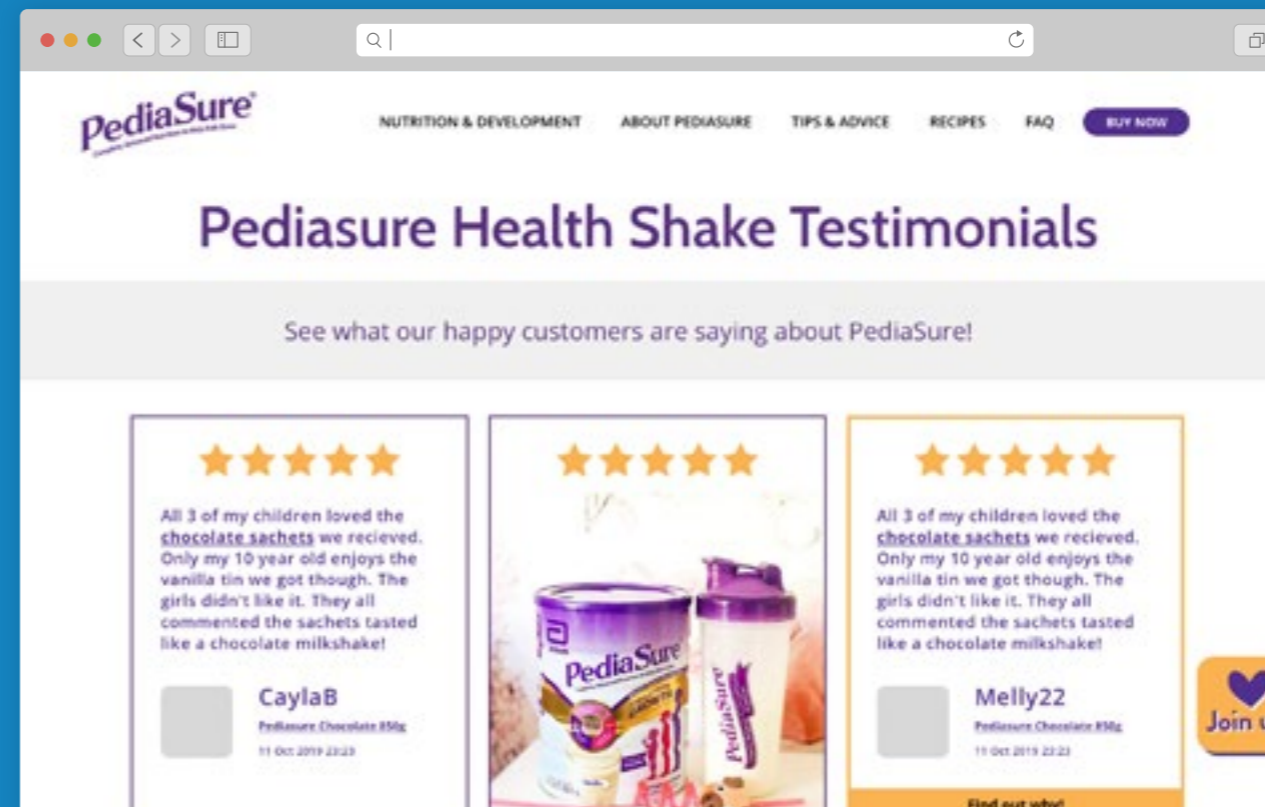 PediaSure®
NUTRITION & DEVELOPMENT ABOUT PEDIASURE TIPS & ADVICE RECIPES FAQ BUY NOW
Pediasure Health Shake Testimonials
See what our happy customers are saying about PediaSure!
All 3 of my children loved the
chocolate sachets we recieved.
Only my 10 year old enjoys the
vanilla tin we got though. The
girls didn't like it. They all
commented the sachets tasted
like a chocolate milkshake!
CaylaB
Pediasure Chocolate 850g
11 Oct 2019 23:23
PediaSure
GROWTH
PediaSure
All 3 of my children loved the
chocolate sachets we recieved.
Only my 10 year old enjoys the
vanilla tin we got though. The
girls didn't like it. They all
commented the sachets tasted
like a chocolate milkshake!
Melly22
Pediasure Chocolate 850g
11 Oct 2019 23:23
Find out why!
Join